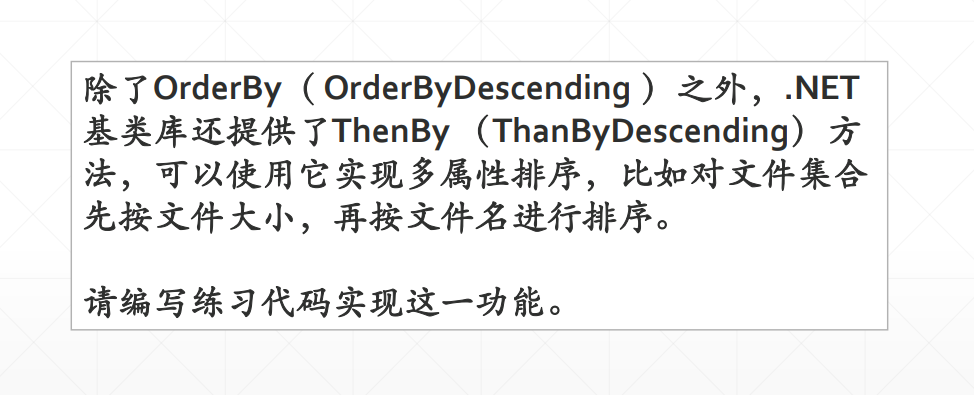 除了OrderBy（OrderByDescending）之外，.NET
基类库还提供了ThenBy（ThanByDescending）方
法，可以使用它实现多属性排序，比如对文件集合
先按文件大小，再按文件名进行排序。
请编写练习代码实现这一功能。